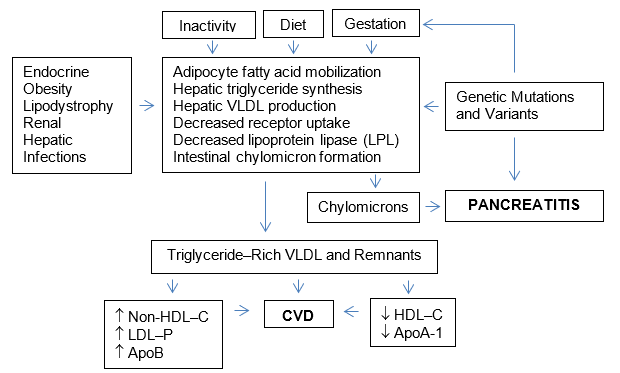 Inactivity
Diet
Gestation
Endocrine
Obesity
Lipodystrophy
Renal
Hepatic
Infections
Adipocyte fatty acid mobilization
Hepatic triglyceride synthesis
Hepatic VLDL production
Decreased receptor uptake
Decreased lipoprotein lipase (LPL)
Intestinal chylomicron formation
Genetic Mutations
and Variants
Chylomicrons
PANCREATITIS
Triglyceride–Rich VLDL and Remnants
↑ Non-HDL–C
↑ LDL–P
↑ ApoB
CVD
↓ HDL–C
↓ ApoA-1